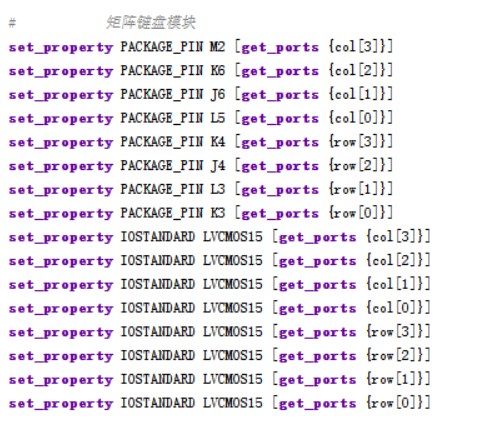 #            矩阵键盘模块
set_property PACKAGE_PIN M2 [get_ports {col[3]}]
set_property PACKAGE_PIN K6 [get_ports {col[2]}]
set_property PACKAGE_PIN J6 [get_ports {col[1]}]
set_property PACKAGE_PIN L5 [get_ports {col[0]}]
set_property PACKAGE_PIN K4 [get_ports {row[3]}]
set_property PACKAGE_PIN J4 [get_ports {row[2]}]
set_property PACKAGE_PIN L3 [get_ports {row[1]}]
set_property PACKAGE_PIN K3 [get_ports {row[0]}]
set_property IOSTANDARD LVCMOS15 [get_ports {col[3]}]
set_property IOSTANDARD LVCMOS15 [get_ports {col[2]}]
set_property IOSTANDARD LVCMOS15 [get_ports {col[1]}]
set_property IOSTANDARD LVCMOS15 [get_ports {col[0]}]
set_property IOSTANDARD LVCMOS15 [get_ports {row[3]}]
set_property IOSTANDARD LVCMOS15 [get_ports {row[2]}]
set_property IOSTANDARD LVCMOS15 [get_ports {row[1]}]
set_property IOSTANDARD LVCMOS15 [get_ports {row[0]}]